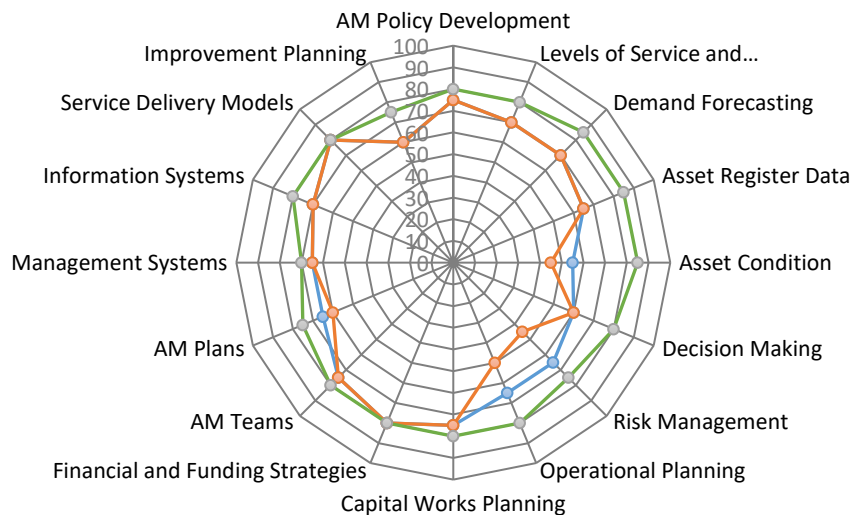 AM Policy Development
Levels of Service and...
Demand Forecasting
Asset Register Data
Asset Condition
Decision Making
Risk Management
Operational Planning
Capital Works Planning
Financial and Funding Strategies
AM Teams
AM Plans
Management Systems
Information Systems
Service Delivery Models
Improvement Planning
100
90
80
70
60
50
40
30
20
10
0